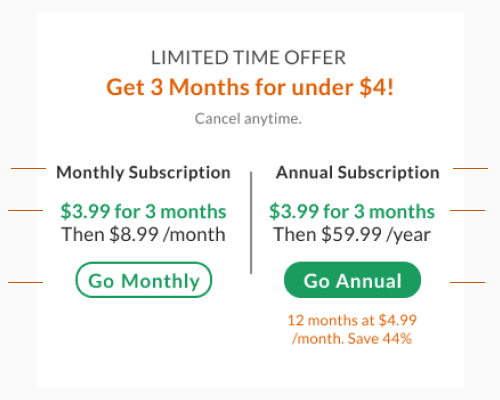 LIMITED TIME OFFER
Get 3 Months for under $4!
Cancel anytime.
Monthly Subscription
$3.99 for 3 months
Then $8.99 /month
Go Monthly
Annual Subscription
$3.99 for 3 months
Then $59.99 /year
Go Annual
12 months at $4.99
/month. Save 44%